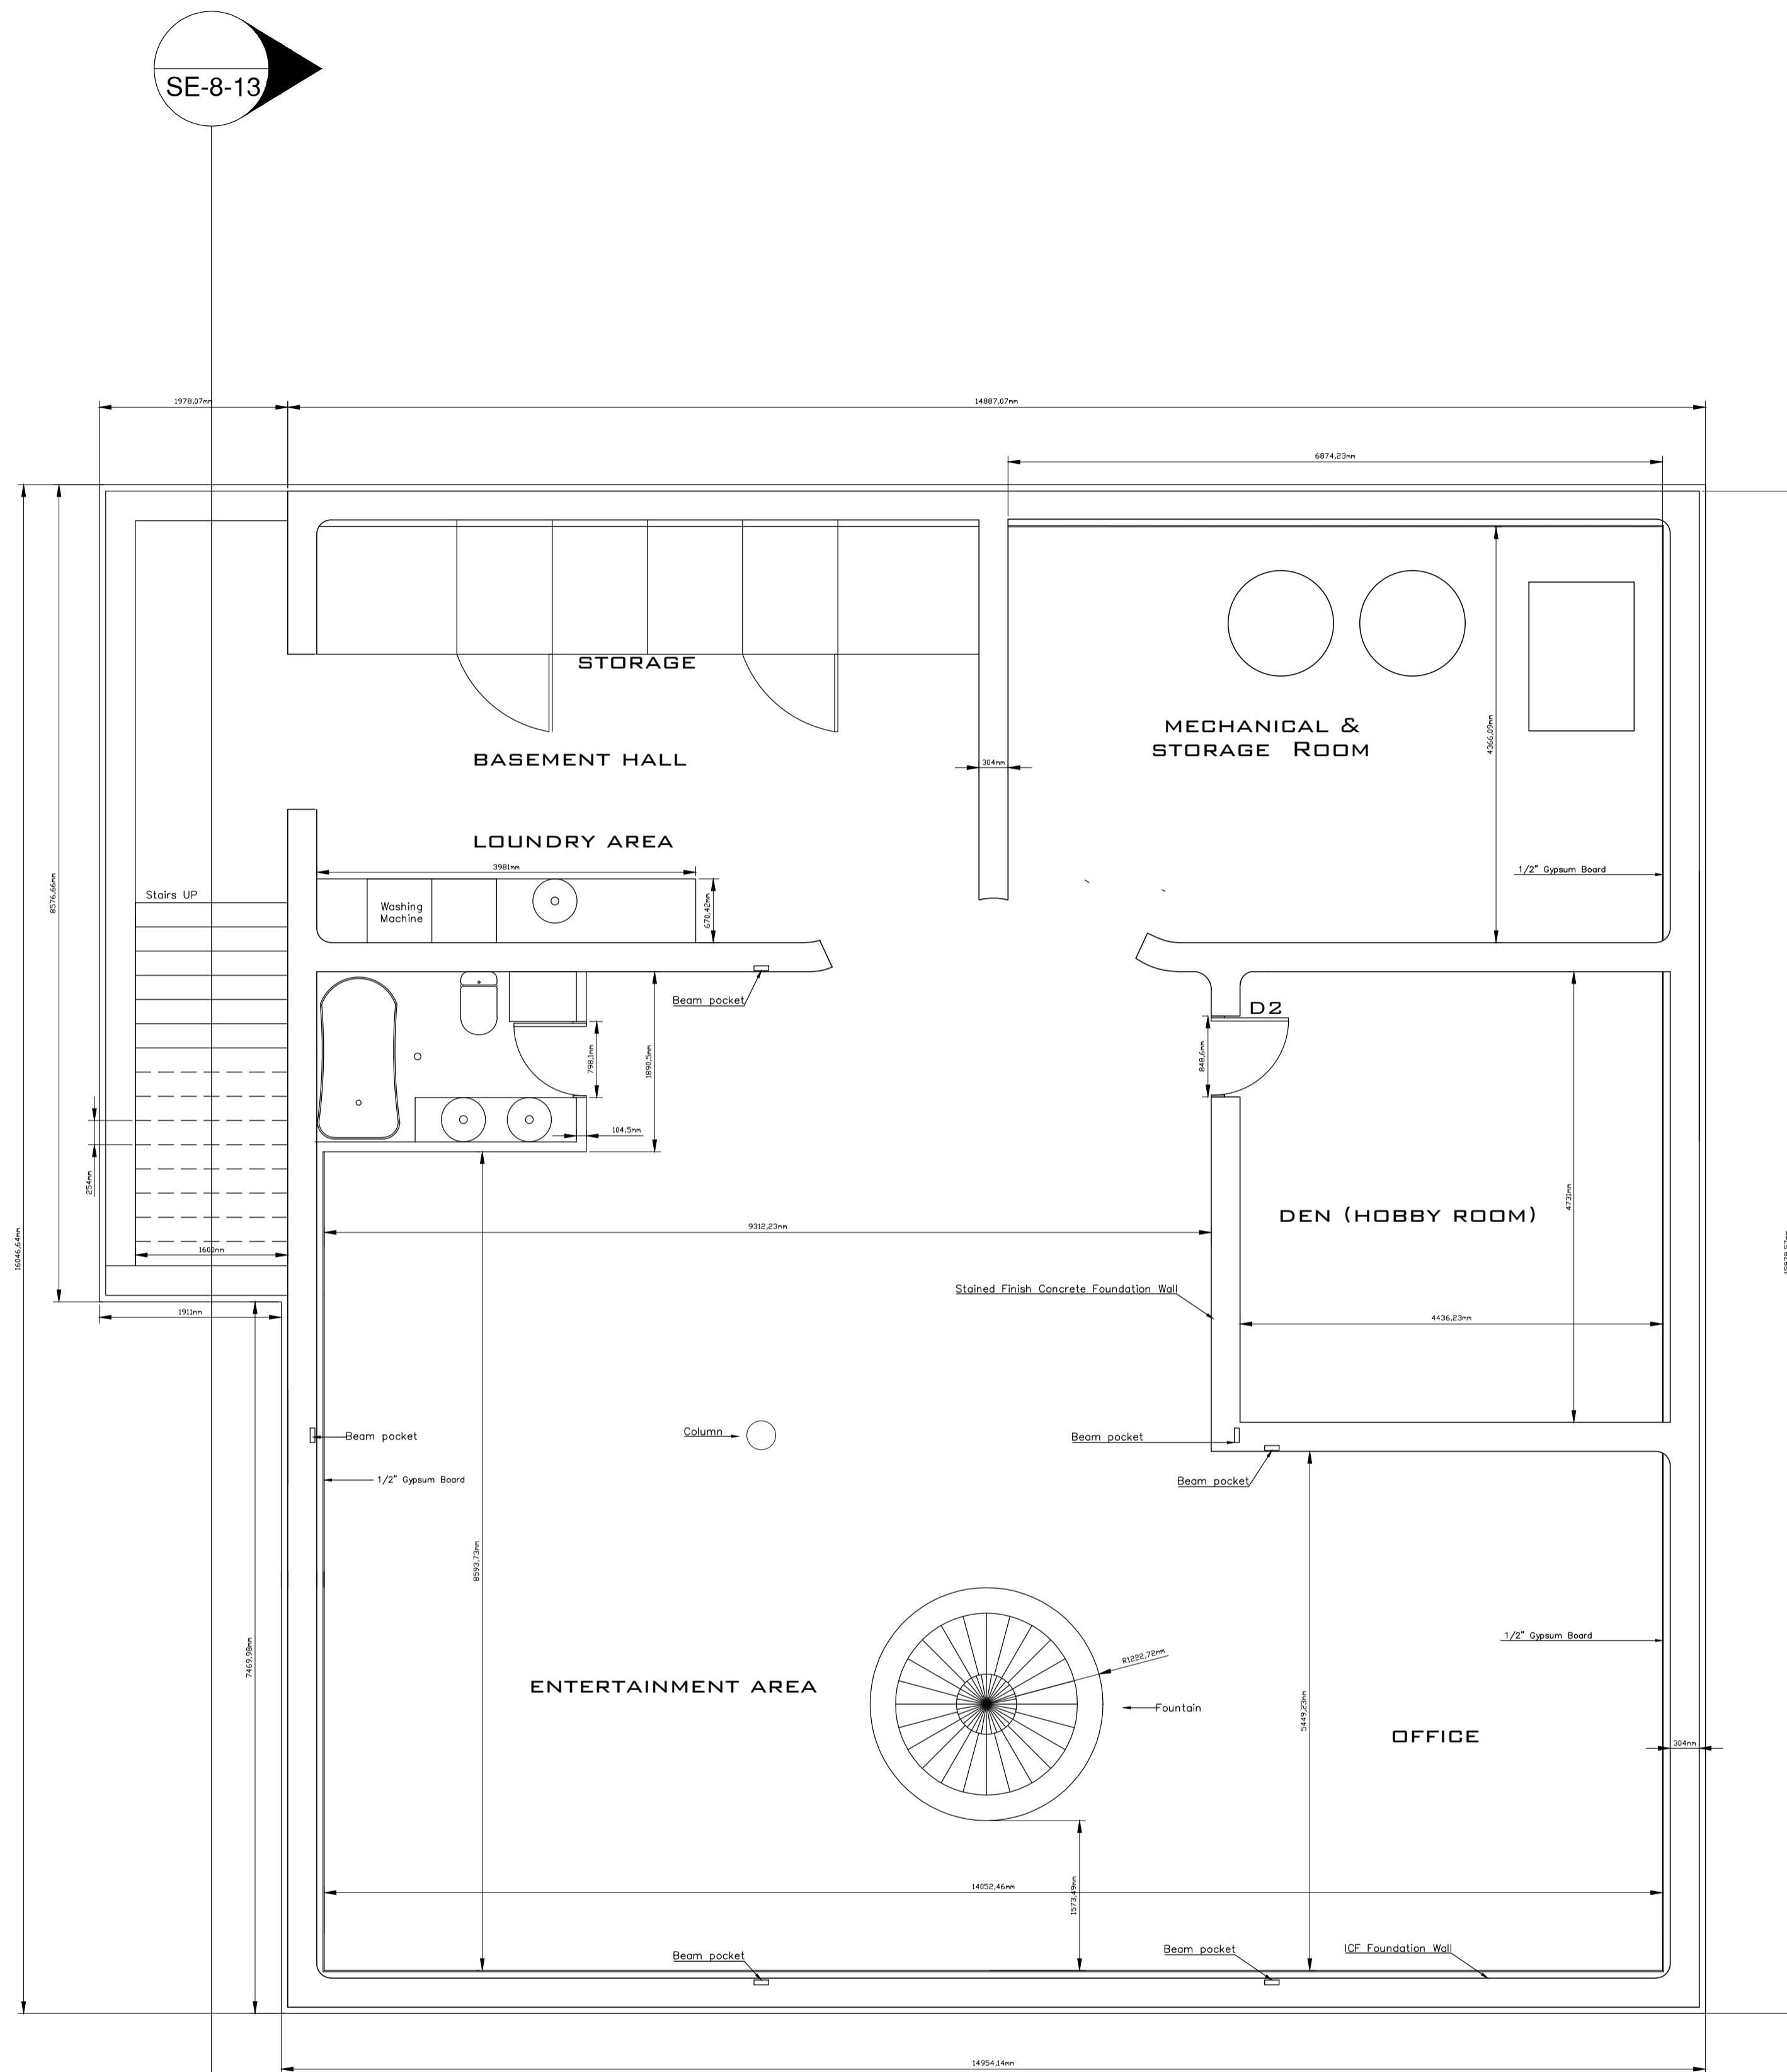 SE-8-13
1978,07mm
14887,07mm
6874,23mm
STORAGE
MECHANICAL &
STORAGE ROOM
4366,09mm
BASEMENT HALL
304mm
LOUNDRY AREA
3981mm
1/2" Gypsum Board
8576,66mm
Stairs UP
Washing
Machine
670,42mm
Beam pocket
D2
798,1mm
1890,5mm
848,6mm
104,5mm
254mm
4731mm
DEN (HOBBY ROOM)
9312,23mm
16046,64mm
1600mm
Stained Finish Concrete Foundation Wall
1911mm
4436,23mm
Column
Beam pocket
Beam pocket
1/2" Gypsum Board
Beam pocket
8593,73mm
7469,98mm
1/2" Gypsum Board
R1222,72mm
ENTERTAINMENT AREA
Fountain
5449,23mm
OFFICE
304mm
14052,46mm
1573,49mm
Beam pocket
Beam pocket
ICF Foundation Wall
14954,14mm